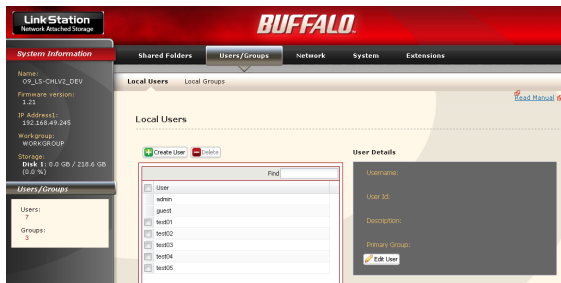 LinkStation
Network Attached Storage
BUFFALO
System Information
Shared Folders Users/Groups Network System Extensions
Local Users Local Groups
Name:
09_LS-CHLV2_DEV
Firmware version:
1.21
IP Address1:
192.168.49.245
Workgroup:
WORKGROUP
Storage:
Disk 1: 0.0 GB / 218.6 GB
(0.0 %)
Users/Groups
Users:
7
Groups:
3
Read Manual
Local Users
Create User Delete
Find
User
admin
guest
test01
test02
test03
test04
test05
User Details
Username:
User Id:
Description:
Primary Group:
Edit User